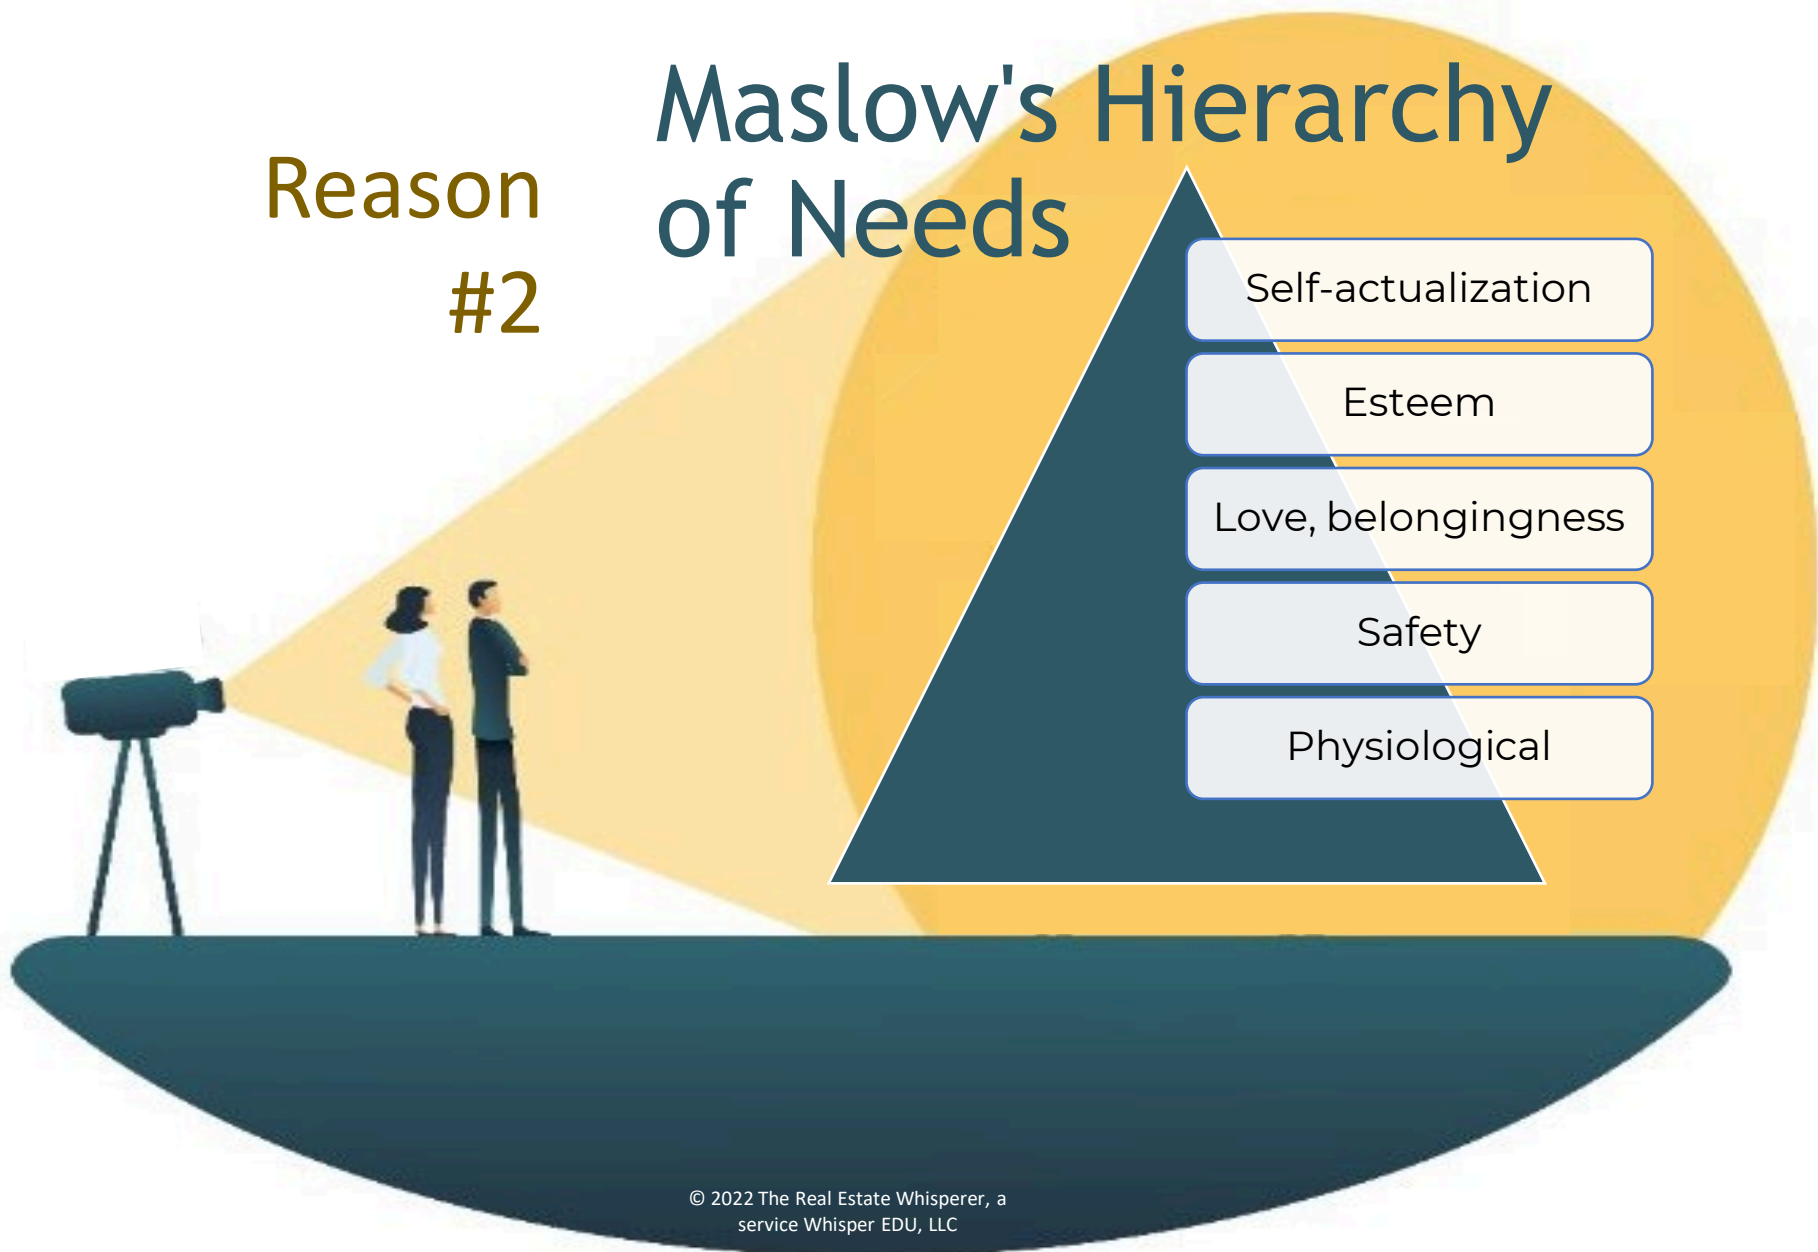 Reason
#2
Maslow's Hierarchy
of Needs
Self-actualization
Esteem
Love, belongingness
Safety
Physiological
© 2022 The Real Estate Whisperer, a
service Whisper EDU, LLC